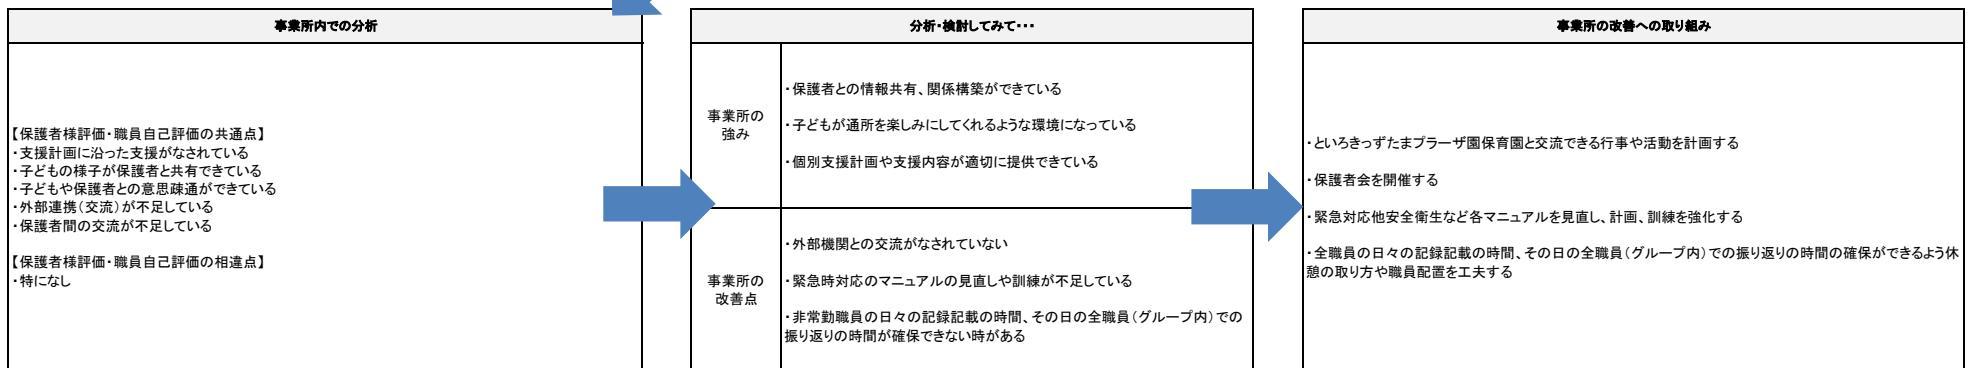 事業所内での分析
【保護者様評価・職員自己評価の共通点】
・支援計画に沿った支援がなされている
・子どもの様子が保護者と共有できている
・子どもや保護者との意思疎通ができている
・外部連携(交流)が不足している
・保護者間の交流が不足している
【保護者様評価・職員自己評価の相違点】
・特になし
分析・検討してみて・・・
事業所の
強み
・保護者との情報共有、関係構築ができている
・子どもが通所を楽しみにしてくれるような環境になっている
・個別支援計画や支援内容が適切に提供できている
事業所の
改善点
・外部機関との交流がなされていない
・緊急時対応のマニュアルの見直しや訓練が不足している
・非常勤職員の日々の記録記載の時間、その日の全職員(グループ内)での
振り返りの時間が確保できない時がある
事業所の改善への取り組み
・といろきっずたまプラーザ園保育園と交流できる行事や活動を計画する
・保護者会を開催する
・緊急対応他安全衛生など各マニュアルを見直し、計画、訓練を強化する
・全職員の日々の記録記載の時間、その日の全職員(グループ内)での振り返りの時間の確保ができるよう休
憩の取り方や職員配置を工夫する